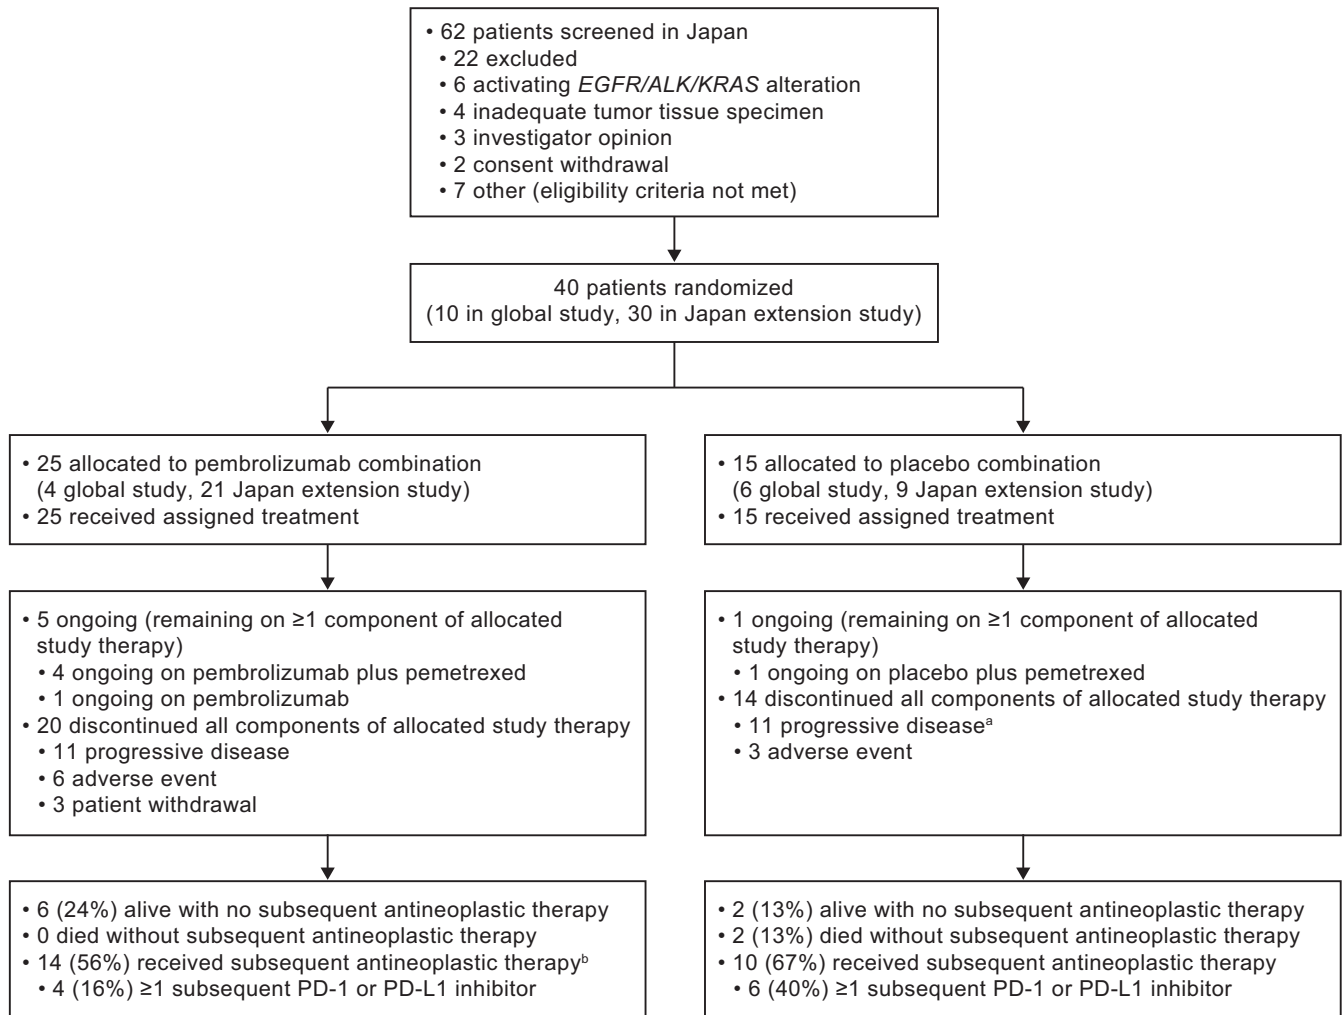 • 62 patients screened in Japan
• 22 excluded
• 6 activating EGFR/ALK/KRAS alteration
• 4 inadequate tumor tissue specimen
• 3 investigator opinion
• 2 consent withdrawal
• 7 other (eligibility criteria not met)
40 patients randomized
(10 in global study, 30 in Japan extension study)
• 25 allocated to pembrolizumab combination
(4 global study, 21 Japan extension study)
• 25 received assigned treatment
• 15 allocated to placebo combination
(6 global study, 9 Japan extension study)
• 15 received assigned treatment
• 5 ongoing (remaining on ≥1 component of allocated
study therapy)
• 4 ongoing on pembrolizumab plus pemetrexed
• 1 ongoing on pembrolizumab
• 20 discontinued all components of allocated study therapy
• 11 progressive disease
• 6 adverse event
• 3 patient withdrawal
• 1 ongoing (remaining on ≥1 component of allocated
study therapy)
• 1 ongoing on placebo plus pemetrexed
• 14 discontinued all components of allocated study therapy
• 11 progressive diseaseᵃ
• 3 adverse event
• 6 (24%) alive with no subsequent antineoplastic therapy
• 0 died without subsequent antineoplastic therapy
• 14 (56%) received subsequent antineoplastic therapyᵇ
• 4 (16%) ≥1 subsequent PD-1 or PD-L1 inhibitor
• 2 (13%) alive with no subsequent antineoplastic therapy
• 2 (13%) died without subsequent antineoplastic therapy
• 10 (67%) received subsequent antineoplastic therapy
• 6 (40%) ≥1 subsequent PD-1 or PD-L1 inhibitor